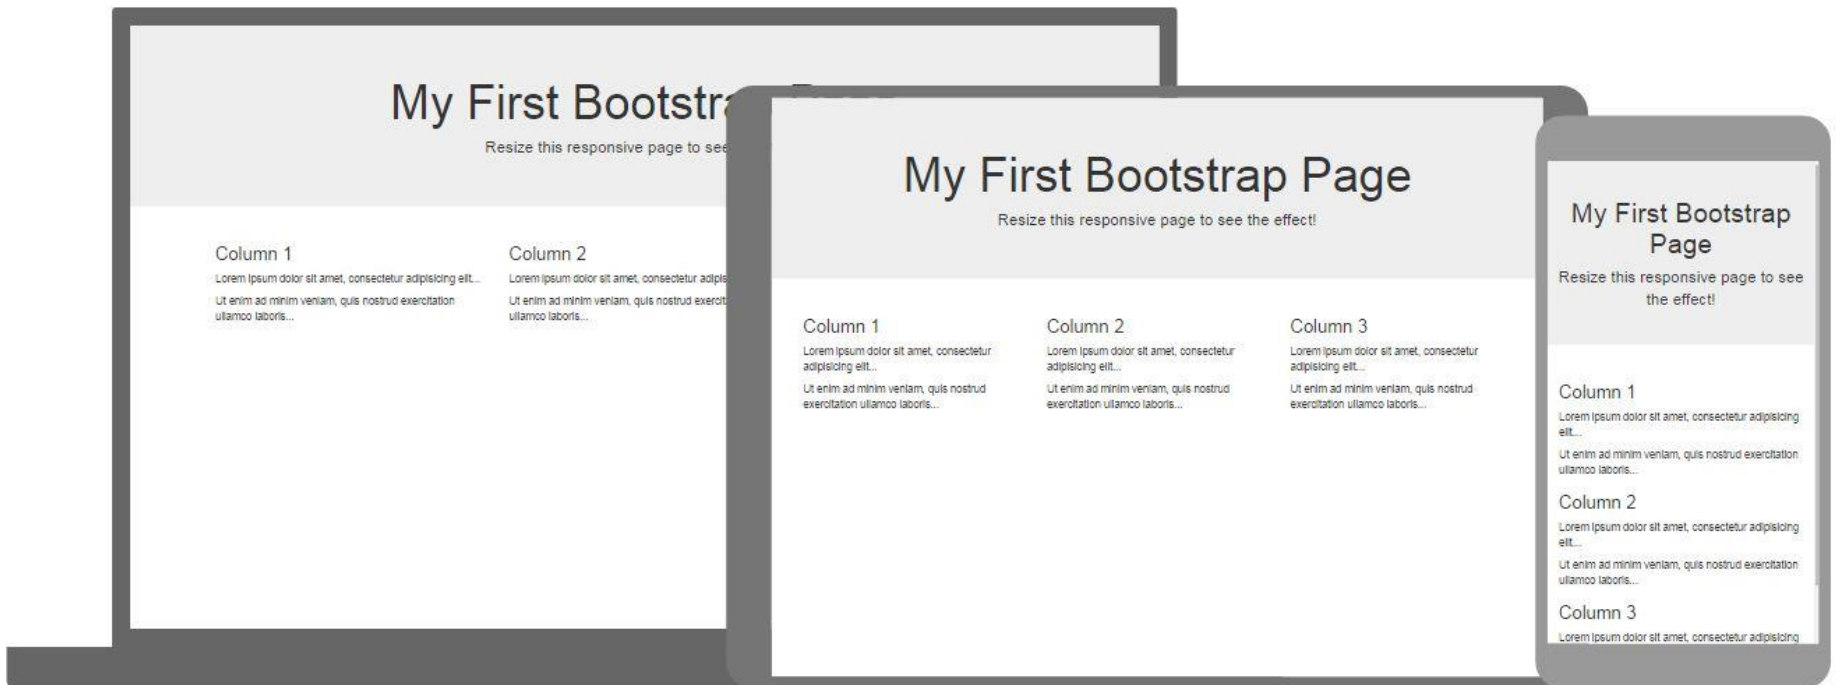 My First Bootstra
Resize this responsive page to see
Column 1
Lorem ipsum dolor sit amet, consectetur adipisicing elit...
Ut enim ad minim veniam, quis nostrud exercitation
ullamco laboris...
Column 2
Lorem ipsum dolor sit amet, consectetur adipis
Ut enim ad minim veniam, quis nostrud exercit
ullamco laboris...
My First Bootstrap Page
Resize this responsive page to see the effect!
Column 1
Lorem ipsum dolor sit amet, consectetur
adipisicing elit...
Ut enim ad minim veniam, quis nostrud
exercitation ullamco laboris...
Column 2
Lorem ipsum dolor sit amet, consectetur
adipisicing elit...
Ut enim ad minim veniam, quis nostrud
exercitation ullamco laboris...
Column 3
Lorem ipsum dolor sit amet, consectetur
adipisicing elit...
Ut enim ad minim veniam, quis nostrud
exercitation ullamco laboris...
My First Bootstrap
Page
Resize this responsive page to see
the effect!
Column 1
Lorem ipsum dolor sit amet, consectetur adipisicing
elit...
Ut enim ad minim veniam, quis nostrud exercitation
ullamco laboris...
Column 2
Lorem ipsum dolor sit amet, consectetur adipisicing
elit...
Ut enim ad minim veniam, quis nostrud exercitation
ullamco laboris...
Column 3
Lorem ipsum dolor sit amet, consectetur adipisicing